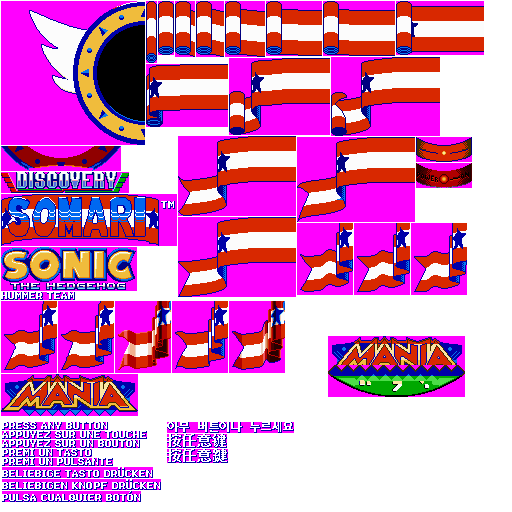 DISCOVERY
SOMARI™
SONIC
THE HEDGEHOG
HUMMER TEAM
MANIA
MANIA
PRESS ANY BUTTON
APPUYEZ SUR UNE TOUCHE
APPUYEZ SUR UN BOUTON
PREMI UN TASTO
PREMI UN PULSANTE
BELIEBIGE TASTE DRÜCKEN
BELIEBIGEN KNOPF DRÜCKEN
PULSA CUALQUIER BOTÓN
아무 버튼이나 누르세요
按任意鍵
按任意鍵